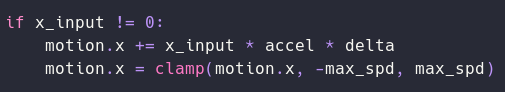 if x_input != 0:
    motion.x += x_input * accel * delta
    motion.x = clamp(motion.x, -max_spd, max_spd)